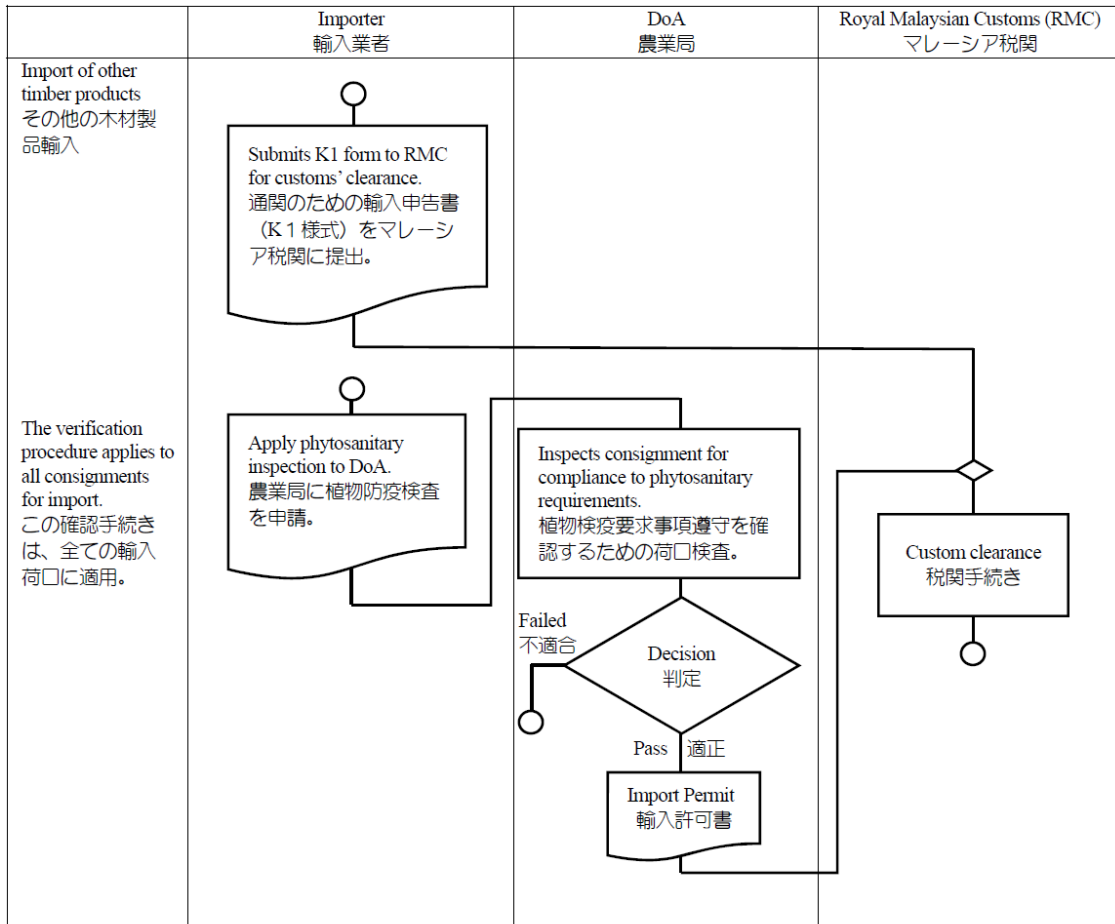 Importer
輸入業者
DoA
農業局
Royal Malaysian Customs (RMC)
マレーシア税関
Import of other
timber products
その他の木材製
品輸入
Submits K1 form to RMC
for customs’ clearance.
通関のための輸入申告書
（K１様式）をマレーシ
ア税関に提出。
The verification
procedure applies to
all consignments
for import.
この確認手続き
は、全ての輸入
荷口に適用。
Apply phytosanitary
inspection to DoA.
農業局に植物防疫検査
を申請。
Inspects consignment for
compliance to phytosanitary
requirements.
植物検疫要求事項遵守を確
認するための荷口検査。
Custom clearance
税関手続き
Failed
不適合
Decision
判定
Pass 適正
Import Permit
輸入許可書